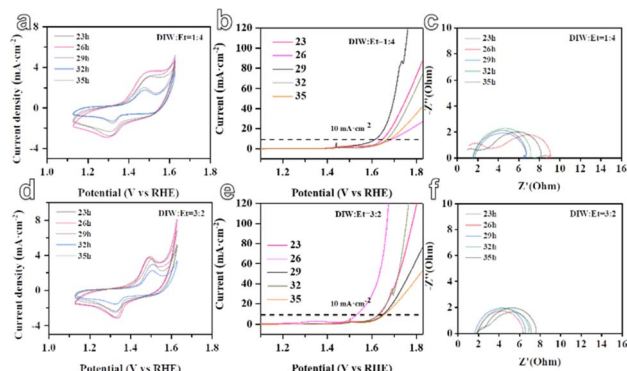 a
b
c
23h
26h
29h
32h
35h
DIW:Et=1:4
Current density (mA·cm⁻²)
4
0
-4
1.0 1.2 1.4 1.6 1.8
Potential (V vs RHE)
23
26
29
32
35
DIW:Et=1:4
10 mA·cm⁻²
Current (mA·cm⁻²)
120
100
80
60
40
20
0
1.2 1.4 1.6 1.8
Potential (V vs RHE)
23h
26h
29h
32h
35h
DIW:Et=1:4
-Z''(Ohm)
10
8
6
4
2
0
0 2 4 6 8 10 12 14 16
Z'(Ohm)
d
e
f
23h
26h
29h
32h
35h
DIW:Et=3:2
Current density (mA·cm⁻²)
8
4
0
-4
1.0 1.2 1.4 1.6 1.8
Potential (V vs RHE)
23
26
29
32
35
DIW:Et=3:2
10 mA·cm⁻²
Current (mA·cm⁻²)
120
100
80
60
40
20
0
1.2 1.4 1.6 1.8
Potential (V vs RHE)
23h
26h
29h
32h
35h
DIW:Et=3:2
-Z''(Ohm)
10
8
6
4
2
0
0 2 4 6 8 10 12 14 16
Z'(Ohm)